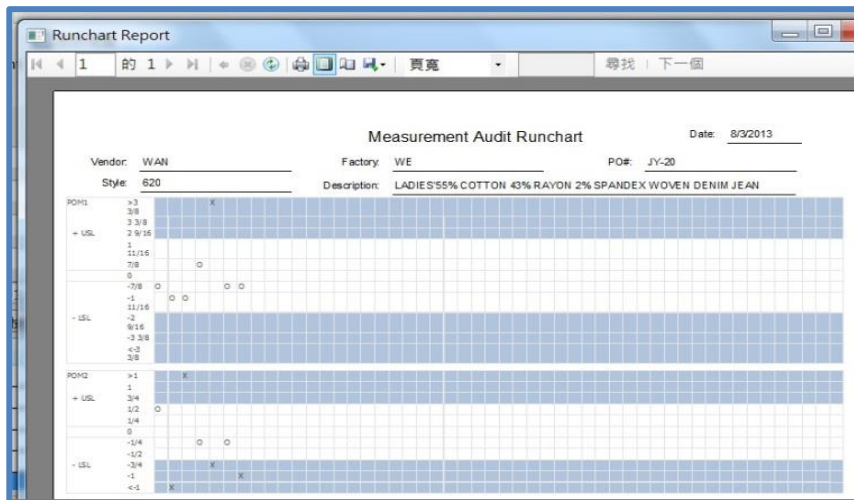 Runchart Report
1 的 1 頁寬 尋找 下一個
Measurement Audit Runchart Date: 8/3/2013
Vendor: WAN Factory: WE PO#: JY-20
Style: 620 Description: LADIES'55% COTTON 43% RAYON 2% SPANDEX WOVEN DENIM JEAN
POM1 >3
3/8 X
3 3/8
+ USL 2 9/16
1
11/16
7/8 O
0
-7/8 O O O
-1 O O
11/16
- LSL -2
9/16
-3 3/8
<-3
3/8
POM2 >1 X
1
+ USL 3/4
1/2 O
1/4
0
-1/4 O O
-1/2
- LSL -3/4 X
-1 X
<-1 X